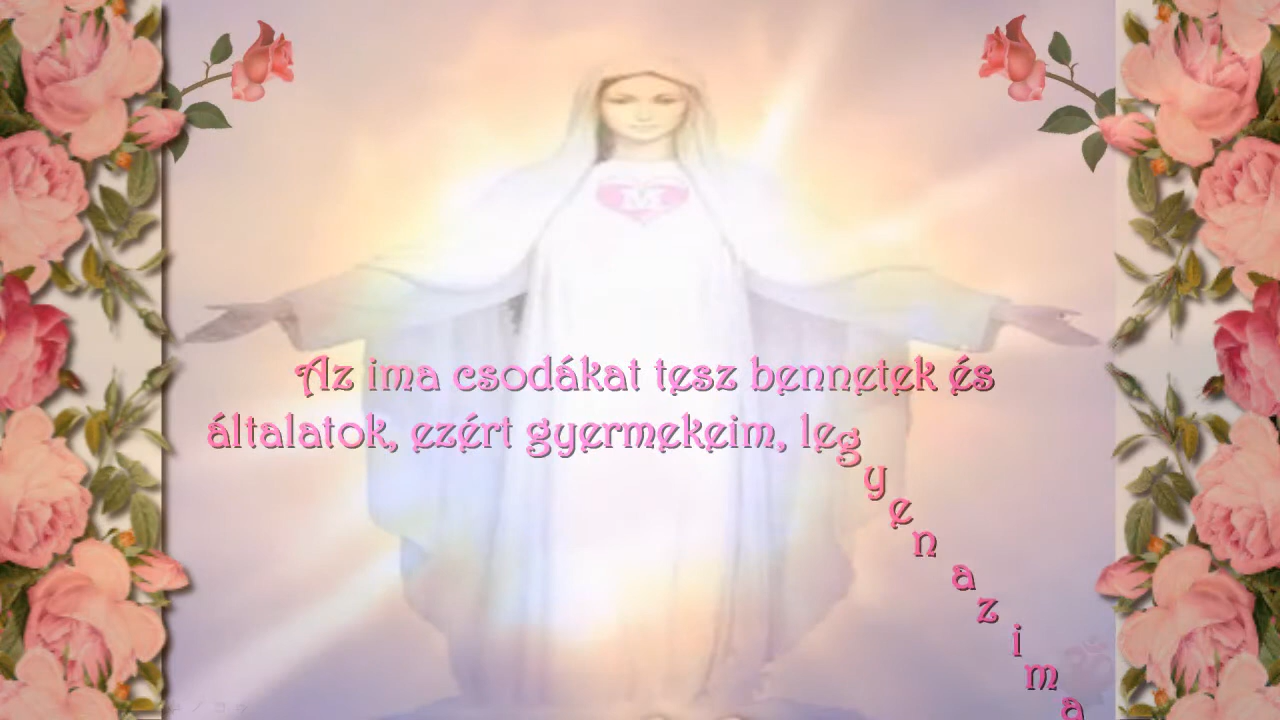 M
Az ima csodákat tesz bennetek és
általatok, ezért gyermekeim, legyen az ima
ॐ